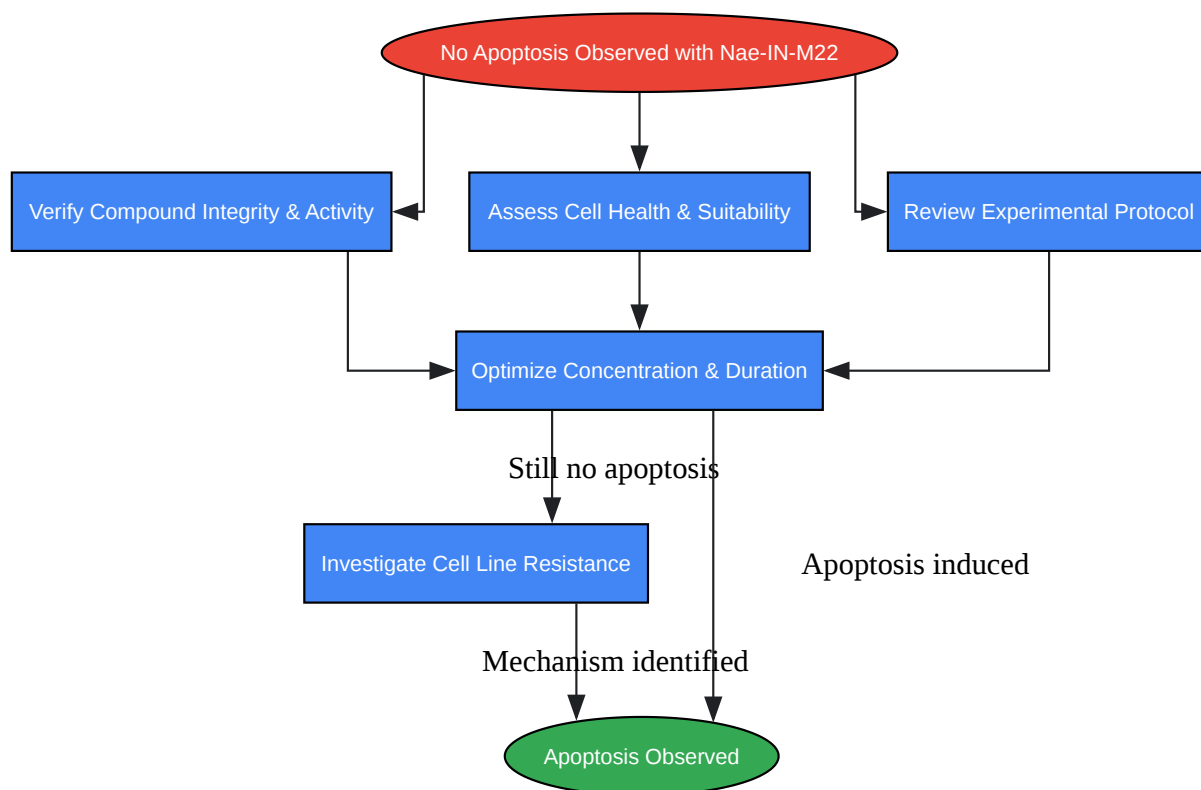 No Apoptosis Observed with Nae-IN-M22
Verify Compound Integrity & Activity
Assess Cell Health & Suitability
Review Experimental Protocol
Optimize Concentration & Duration
Still no apoptosis
Investigate Cell Line Resistance
Apoptosis induced
Mechanism identified
Apoptosis Observed